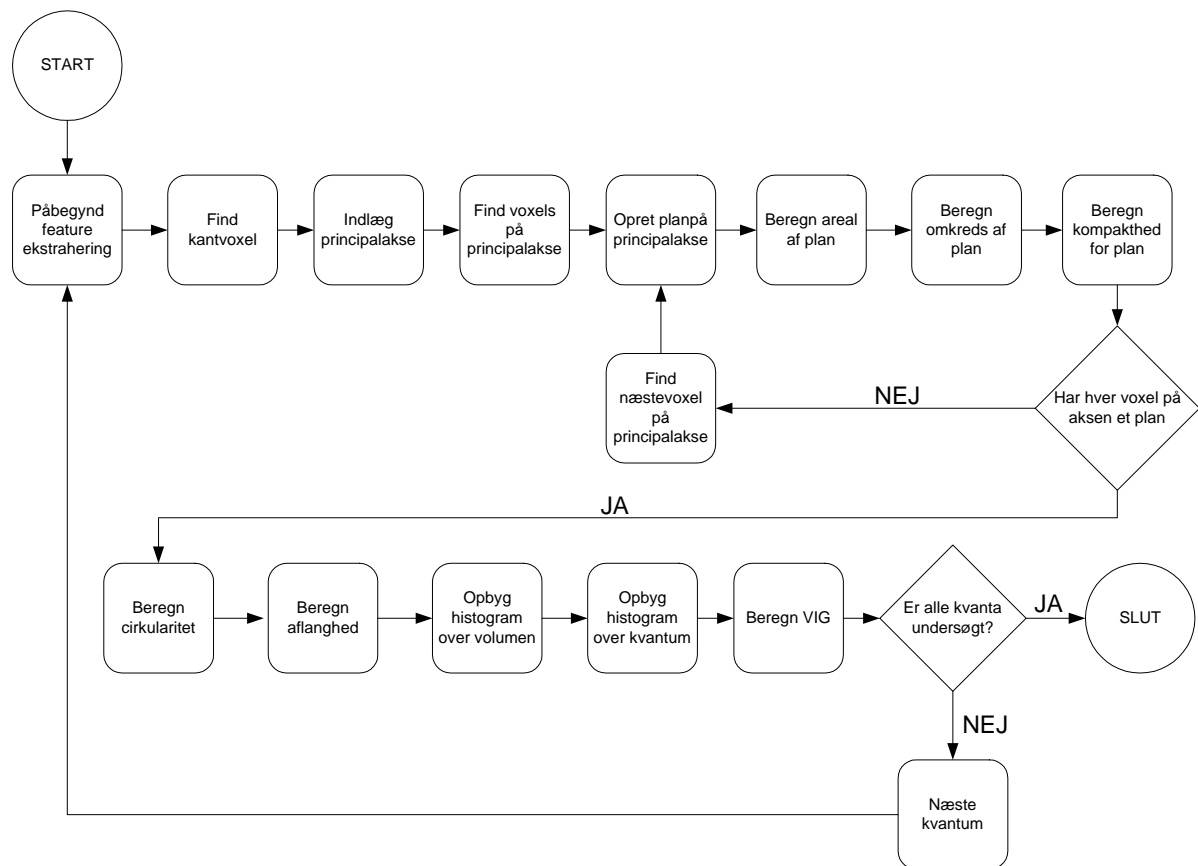 START
Påbegynd
feature
ekstrahering
Find
kantvoxel
Indlæg
principalakse
Find voxels
på
principalakse
Opret planpå
principalakse
Beregn areal
af plan
Beregn
omkreds af
plan
Beregn
kompakthed
for plan
Find
næstevoxel
på
principalakse
NEJ
Har hver voxel på
aksen et plan
JA
Beregn
cirkularitet
Beregn
aflanghed
Opbyg
histogram
over volumen
Opbyg
histogram
over kvantum
Beregn VIG
Er alle kvanta
undersøgt?
JA
SLUT
NEJ
Næste
kvantum